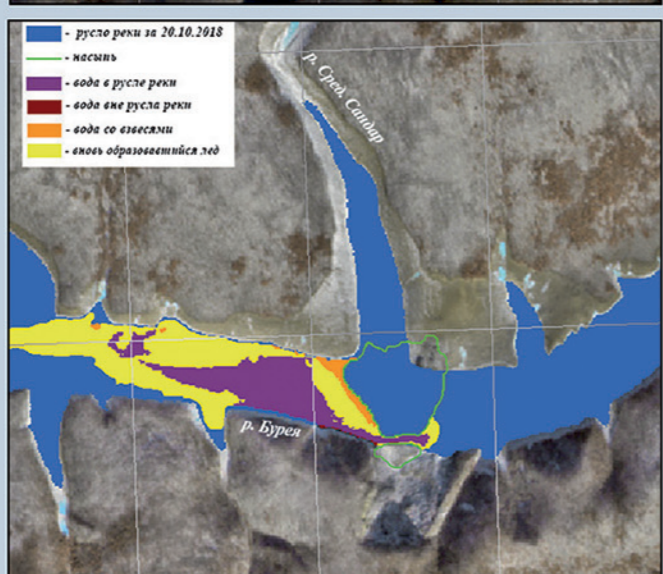 - русло реки за 20.10.2018
- насыпь
- вода в русле реки
- вода вне русла реки
- вода со взвесями
- вновь образовавшийся лед
р. Сред. Сандар
р. Бурея